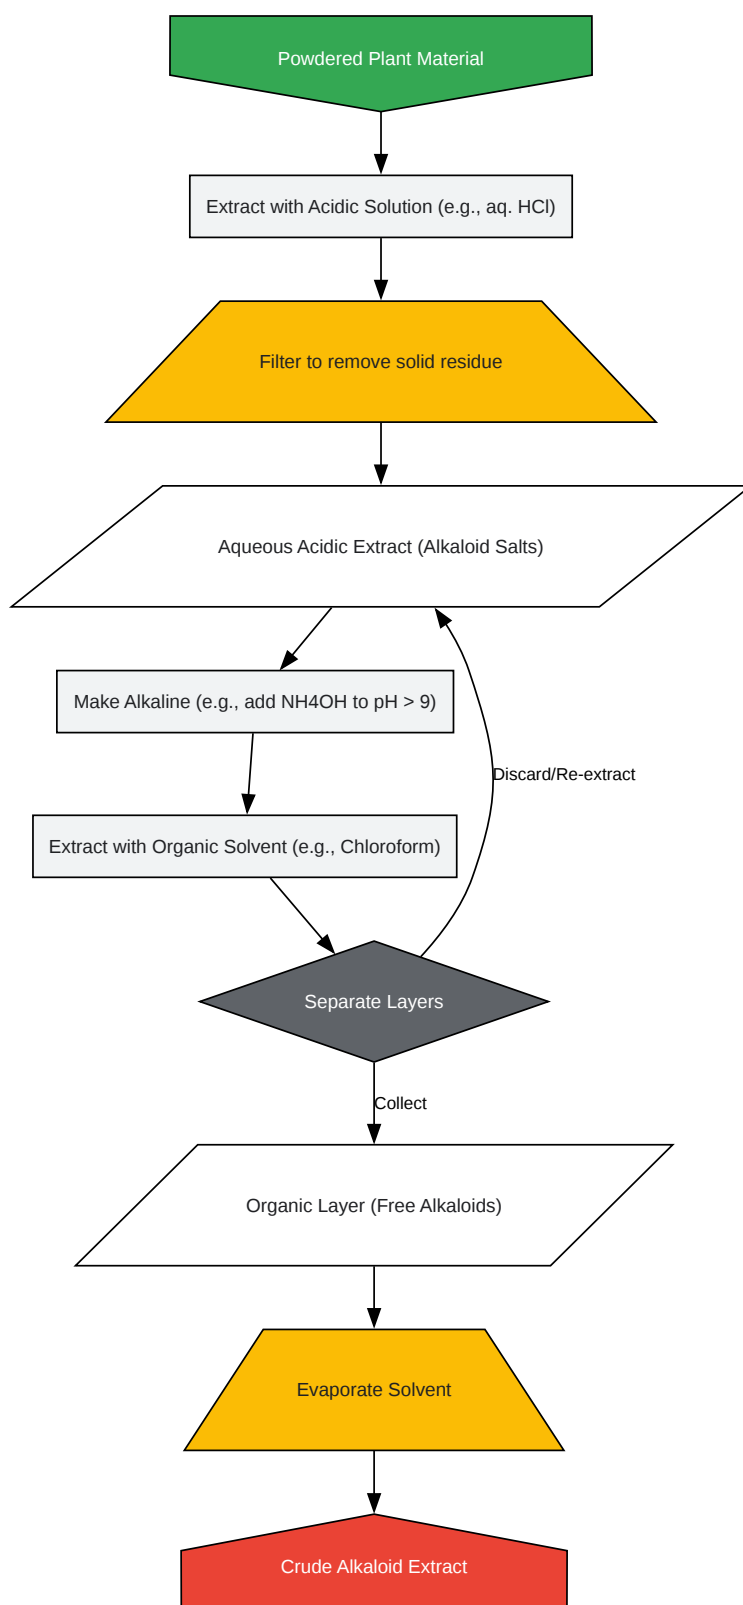 Powdered Plant Material
Extract with Acidic Solution (e.g., aq. HCl)
Filter to remove solid residue
Aqueous Acidic Extract (Alkaloid Salts)
Make Alkaline (e.g., add NH4OH to pH > 9)
Discard/Re-extract
Extract with Organic Solvent (e.g., Chloroform)
Separate Layers
Collect
Organic Layer (Free Alkaloids)
Evaporate Solvent
Crude Alkaloid Extract